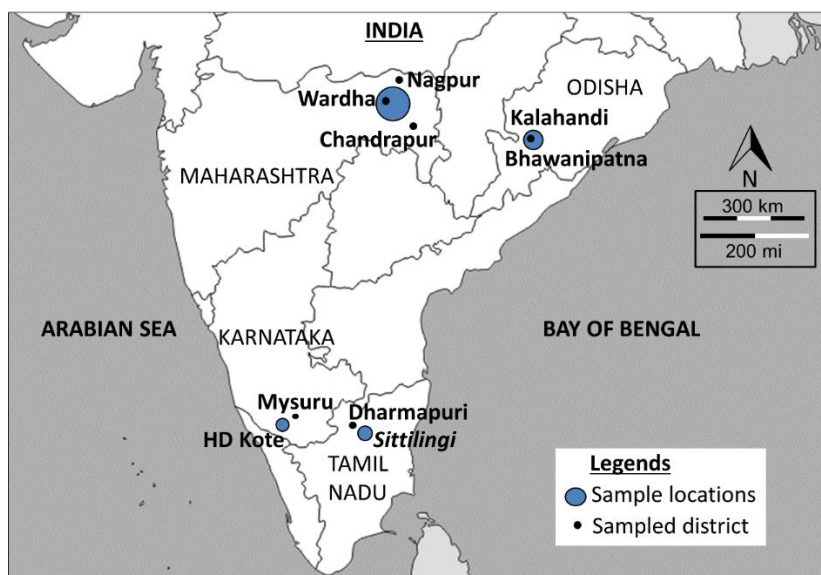 INDIA
Nagpur
Wardha
Chandrapur
MAHARASHTRA
ODISHA
Kalahandi
Bhawanipatna
N
300 km
200 mi
ARABIAN SEA
BAY OF BENGAL
KARNATAKA
Mysuru
HD Kote
Dharmapuri
Sittilingi
TAMIL
NADU
Legends
Sample locations
Sampled district